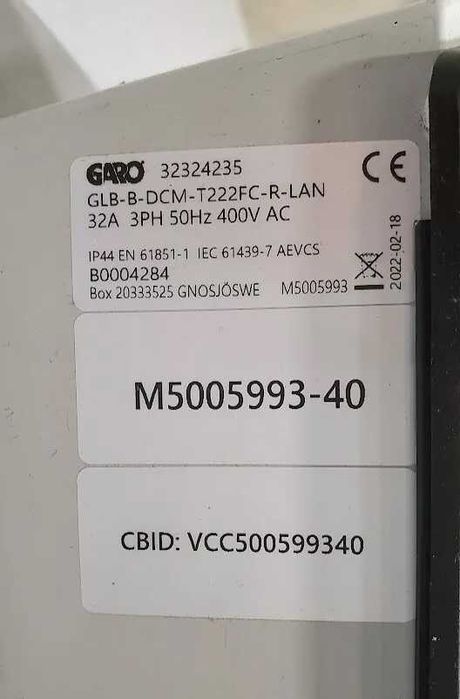 GARO 32324235
GLB-B-DCM-T222FC-R-LAN
32A 3PH 50Hz 400V AC
IP44 EN 61851-1 IEC 61439-7 AEVCS
B0004284
Box 20333525 GNOSJÖSWE M5005993
2022-02-18
CE
M5005993-40
CBID: VCC500599340